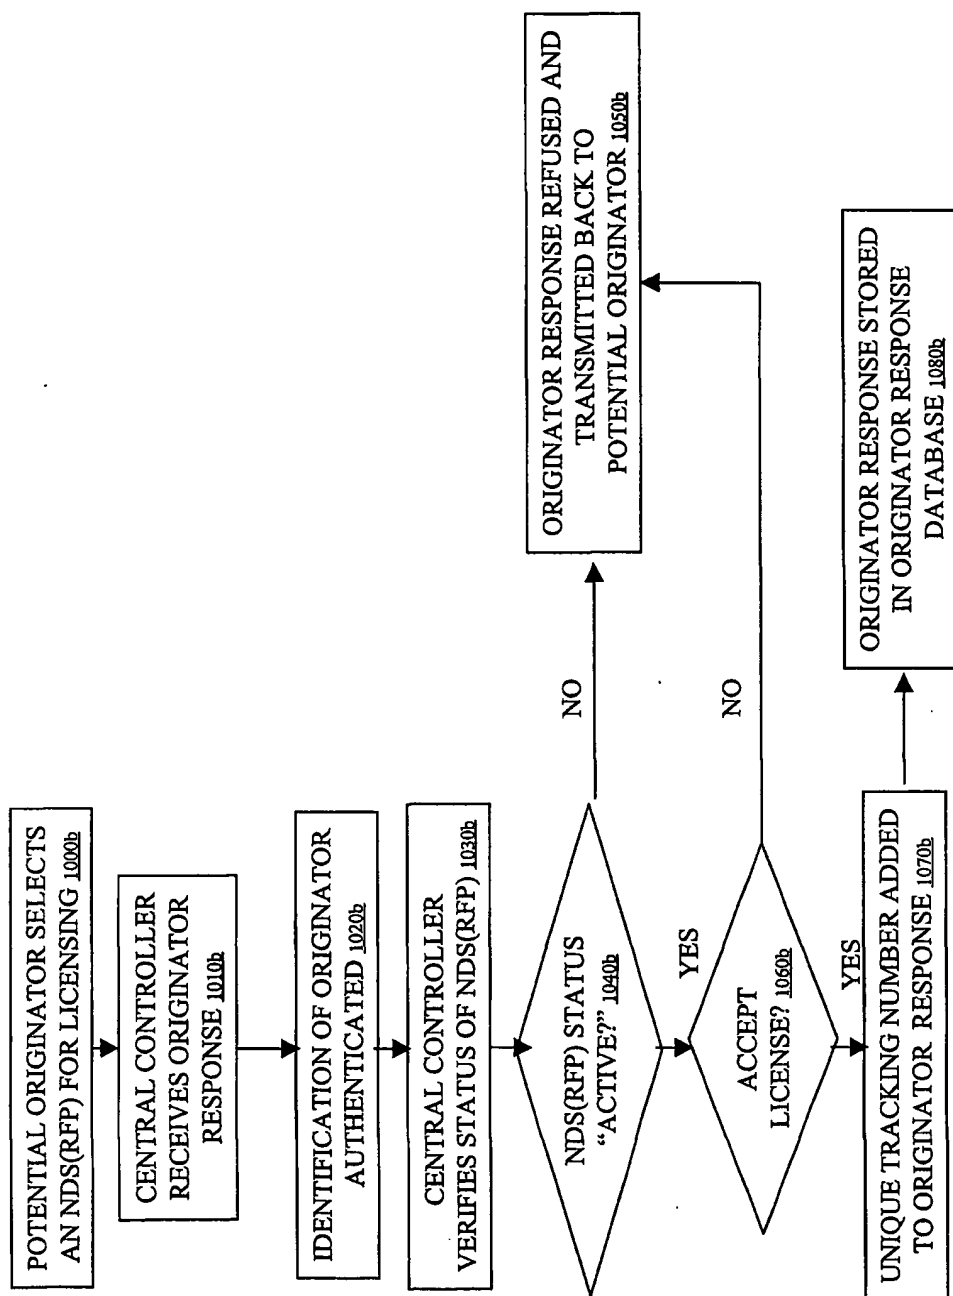 POTENTIAL ORIGINATOR SELECTS
AN NDS(RFP) FOR LICENSING 1000b
CENTRAL CONTROLLER
RECEIVES ORIGINATOR
RESPONSE 1010b
IDENTIFICATION OF ORIGINATOR
AUTHENTICATED 1020b
CENTRAL CONTROLLER
VERIFIES STATUS OF NDS(RFP) 1030b
NDS(RFP) STATUS
“ACTIVE?” 1040b
NO
ORIGINATOR RESPONSE REFUSED AND
TRANSMITTED BACK TO
POTENTIAL ORIGINATOR 1050b
YES
ACCEPT
LICENSE? 1060b
NO
YES
UNIQUE TRACKING NUMBER ADDED
TO ORIGINATOR RESPONSE 1070b
ORIGINATOR RESPONSE STORED
IN ORIGINATOR RESPONSE
DATABASE 1080b